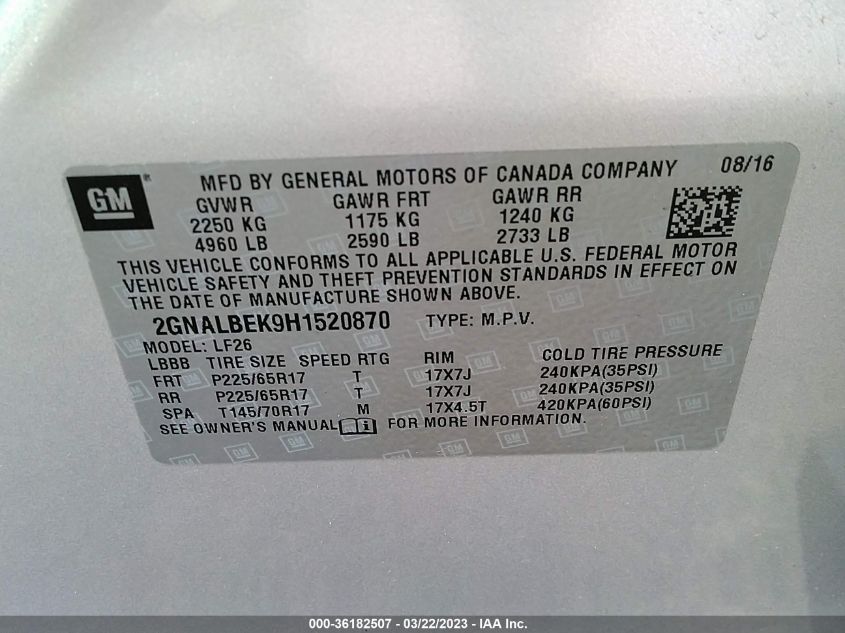 GM
MFD BY GENERAL MOTORS OF CANADA COMPANY 08/16
GVWR GAWR FRT GAWR RR
2250 KG 1175 KG 1240 KG
4960 LB 2590 LB 2733 LB
THIS VEHICLE CONFORMS TO ALL APPLICABLE U.S. FEDERAL MOTOR
VEHICLE SAFETY AND THEFT PREVENTION STANDARDS IN EFFECT ON
THE DATE OF MANUFACTURE SHOWN ABOVE.
2GNALBEK9H1520870 TYPE: M.P.V.
MODEL: LF26
LBBB TIRE SIZE SPEED RTG RIM COLD TIRE PRESSURE
FRT P225/65R17 T 17X7J 240KPA(35PSI)
RR P225/65R17 T 17X7J 240KPA(35PSI)
SPA T145/70R17 M 17X4.5T 420KPA(60PSI)
SEE OWNER'S MANUAL i FOR MORE INFORMATION.
000-36182507 - 03/22/2023 - IAA Inc.